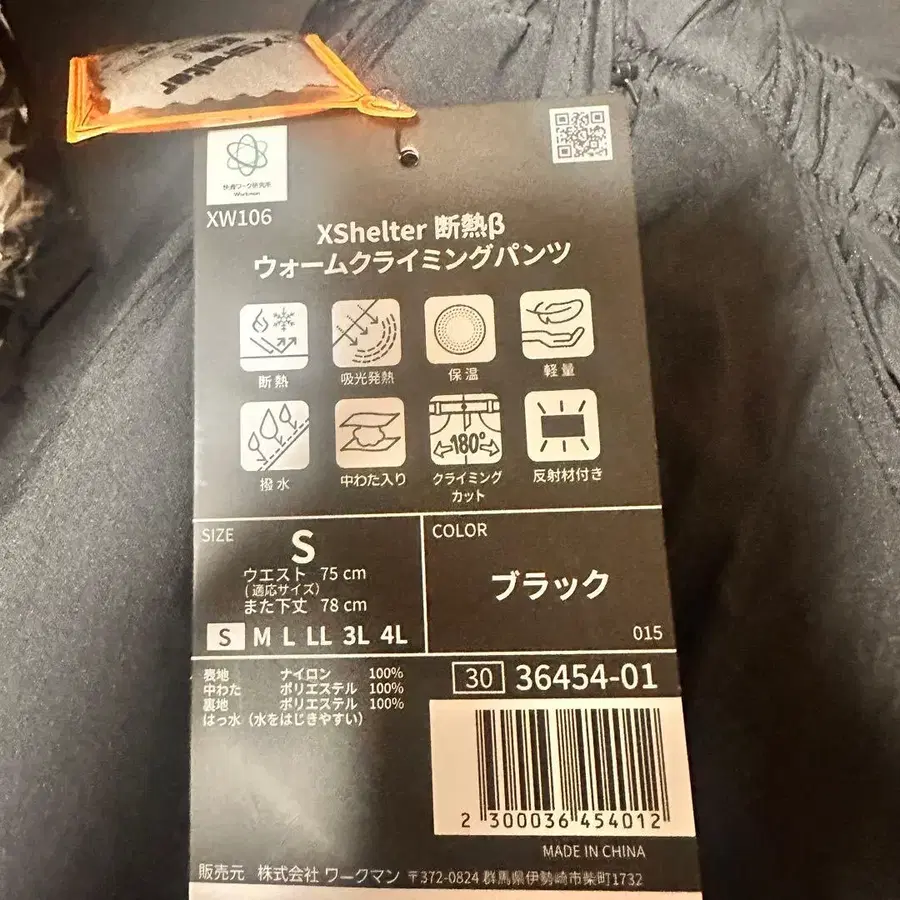 XShelter
快適ワーク研究所
Workman
XW106
XShelter 断熱β
ウォームクライミングパンツ
断熱
吸光発熱
保温
軽量
撥水
中わた入り
180°
クライミング
カット
反射材付き
SIZE
S
ウエスト 75 cm
(適応サイズ)
また下丈 78 cm
S M L LL 3L 4L
COLOR
ブラック
015
表地 ナイロン 100%
中わた ポリエステル 100%
裏地 ポリエステル 100%
はっ水（水をはじきやすい）
30 36454-01
2 300036 454012
MADE IN CHINA
販売元 株式会社 ワークマン 〒372-0824 群馬県伊勢崎市柴町1732